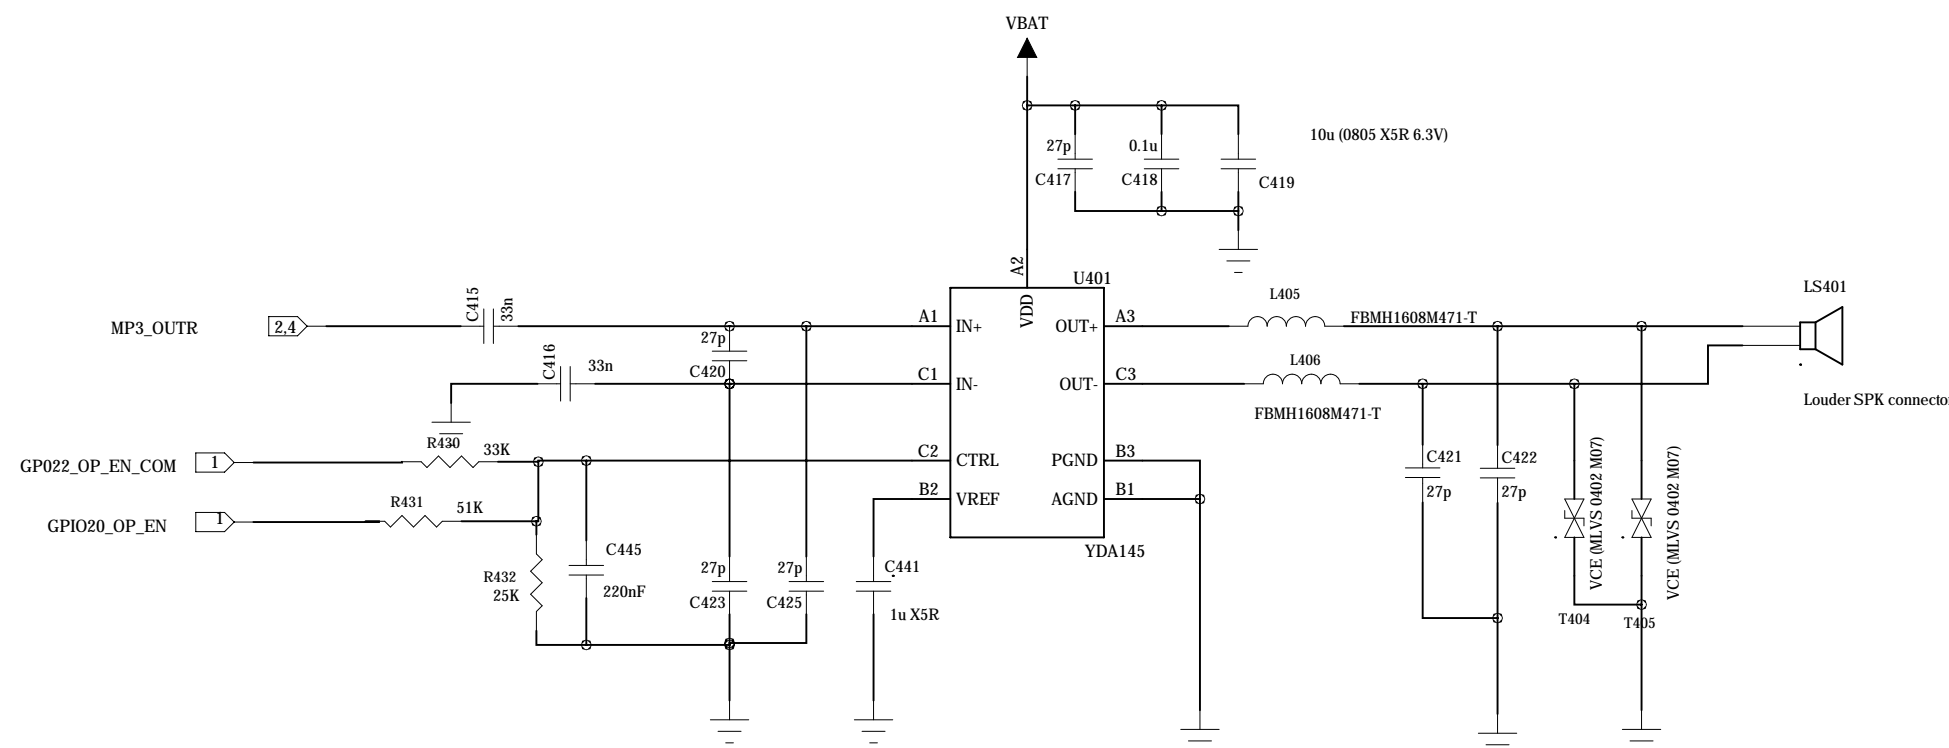 VBAT
10u (0805 X5R 6.3V)
27p
0.1u
C417
C418
C419
A2
U401
VDD
MP3_OUTR
2,4
C415
33n
C416
33n
27p
C420
A1
IN+
C1
IN-
C2
CTRL
B2
VREF
OUT+
A3
OUT-
C3
PGND
B3
AGND
B1
YDA145
L405
FBMH1608M471-T
L406
FBMH1608M471-T
LS401
Louder SPK connecto
GP022_OP_EN_COM
1
R430
33K
GPIO20_OP_EN
1
R431
51K
R432
25K
C445
220nF
27p
C423
27p
C425
C441
1u X5R
C421
27p
C422
27p
VCE (MLVS 0402 M07)
VCE (MLVS 0402 M07)
T404
T405